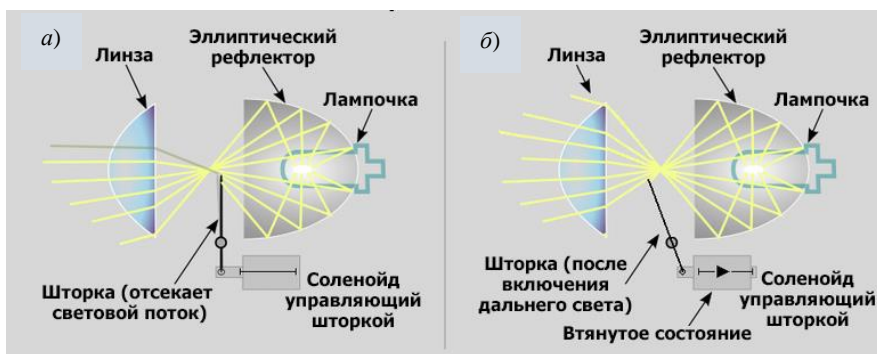 а)
Эллиптический
рефлектор
Линза
Лампочка
Шторка (отсекает
световой поток)
Соленойд
управляющий
шторкой
б)
Эллиптический
рефлектор
Линза
Лампочка
Шторка (после
включения
дальнего света)
Соленойд
управляющий
шторкой
Втянутое состояние